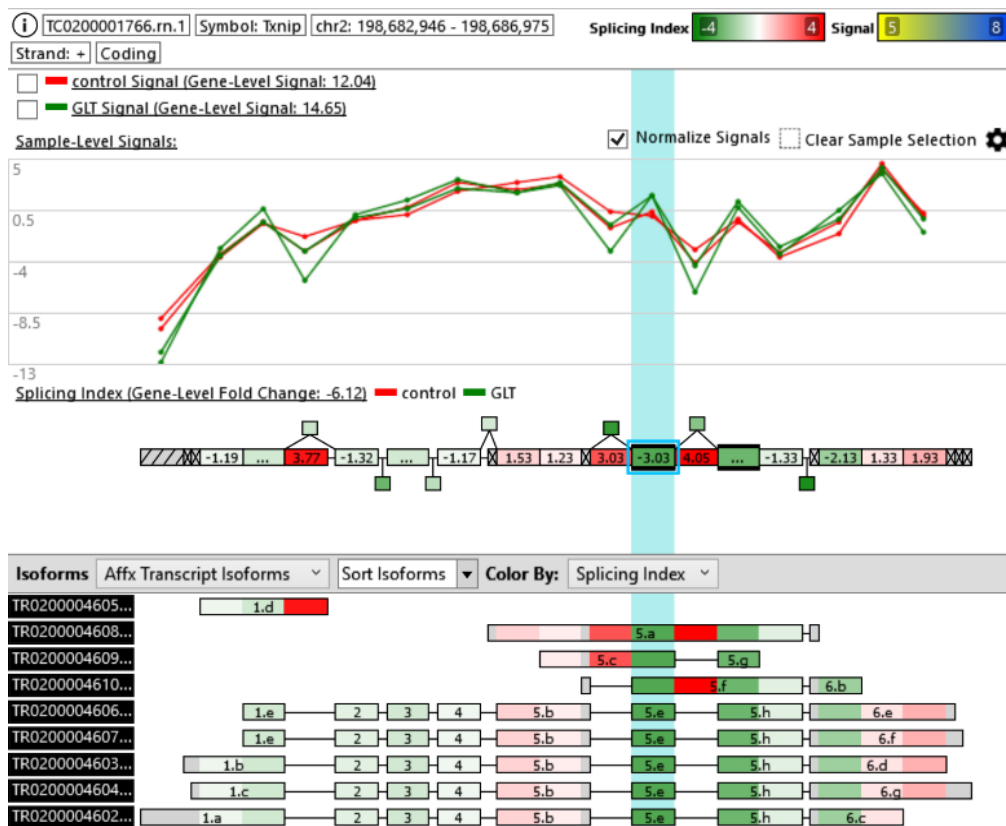 TC0200001766.rn.1 Symbol: Txnip chr2: 198,682,946 - 198,686,975 Splicing Index -4 4 Signal 5 8
Strand: + Coding
control Signal (Gene-Level Signal: 12.04)
GLT Signal (Gene-Level Signal: 14.65)
Sample-Level Signals: Normalize Signals Clear Sample Selection
5
0.5
-4
-8.5
-13
Splicing Index (Gene-Level Fold Change: -6.12) control GLT
-1.19 ... 3.77 -1.32 ... -1.17 1.53 1.23 3.03 -3.03 4.05 ... -1.33 -2.13 1.33 1.93
Isoforms Affx Transcript Isoforms Sort Isoforms Color By: Splicing Index
TR0200004605... 1.d
TR0200004608... 5.a
TR0200004609... 5.c 5.g
TR0200004610... 5.f 6.b
TR0200004606... 1.e 2 3 4 5.b 5.e 5.h 6.e
TR0200004607... 1.e 2 3 4 5.b 5.e 5.h 6.f
TR0200004603... 1.b 2 3 4 5.b 5.e 5.h 6.d
TR0200004604... 1.c 2 3 4 5.b 5.e 5.h 6.g
TR0200004602... 1.a 2 3 4 5.b 5.e 5.h 6.c